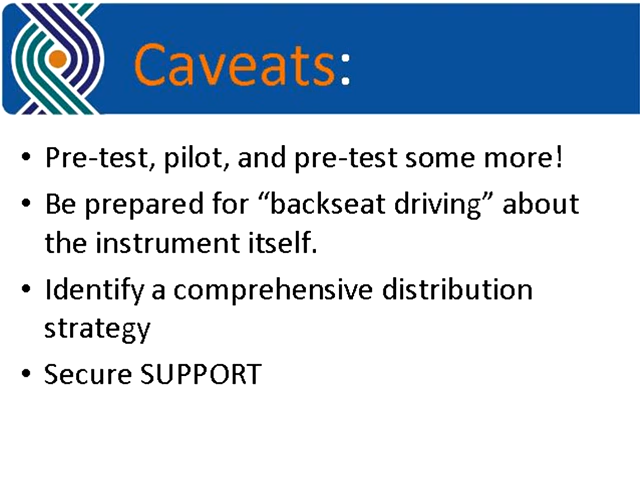 Caveats:
• Pre-test, pilot, and pre-test some more!
• Be prepared for “backseat driving” about
the instrument itself.
• Identify a comprehensive distribution
strategy
• Secure SUPPORT